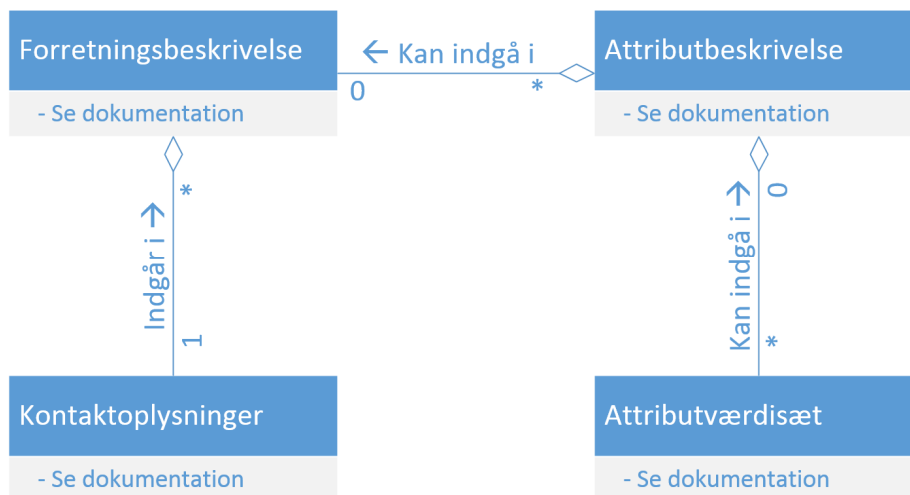 Forretningsbeskrivelse
- Se dokumentation
← Kan indgå i
0
*
Attributbeskrivelse
- Se dokumentation
*
Indgår i →
1
0
Kan indgå i →
*
Kontaktoplysninger
- Se dokumentation
Attributværdisæt
- Se dokumentation